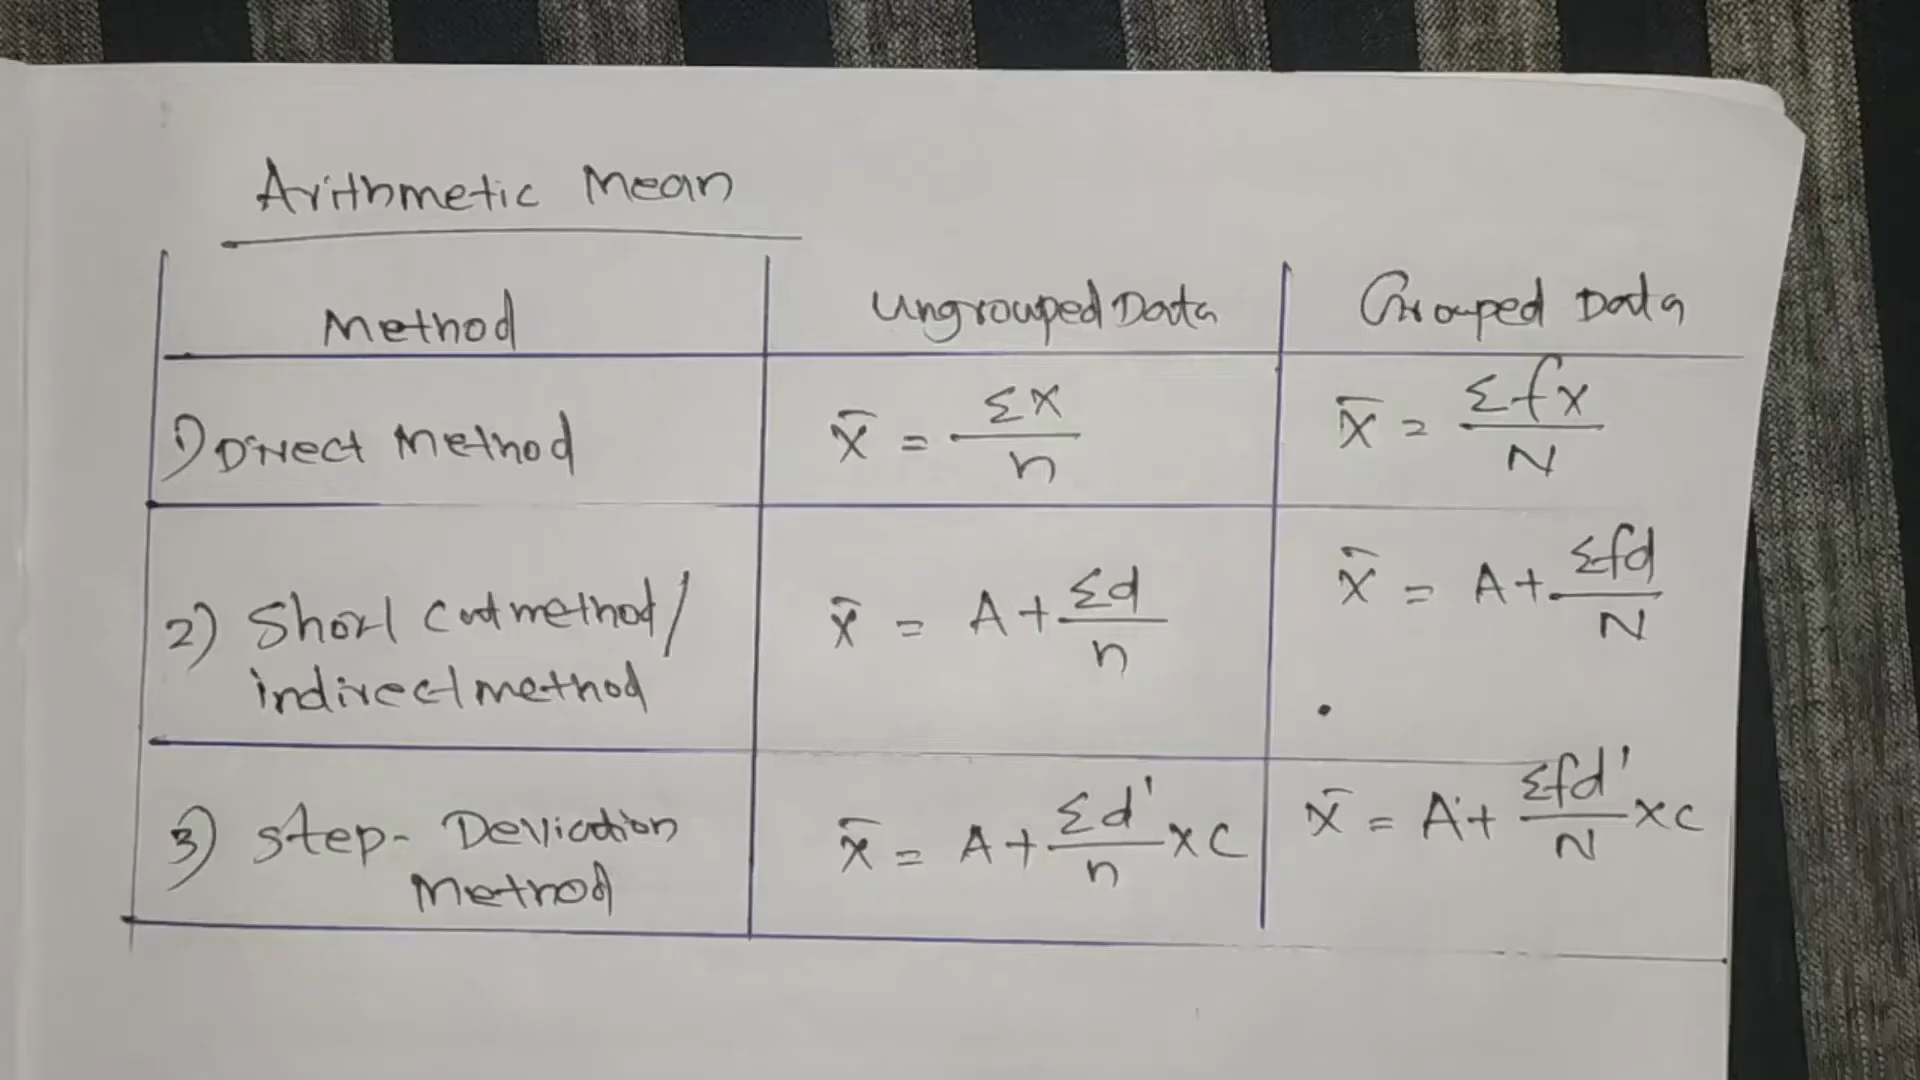 Arithmetic Mean
Method Ungrouped Data Grouped Data
1) Direct Method x̄ = Σx/n x̄ = Σfx/N
2) Short cut method/ x̄ = A+ Σd/n x̄ = A+ Σfd/N
indirect method
3) Step- Deviation x̄ = A+ Σd'/n ×C x̄ = A+ Σfd'/N ×C
Method